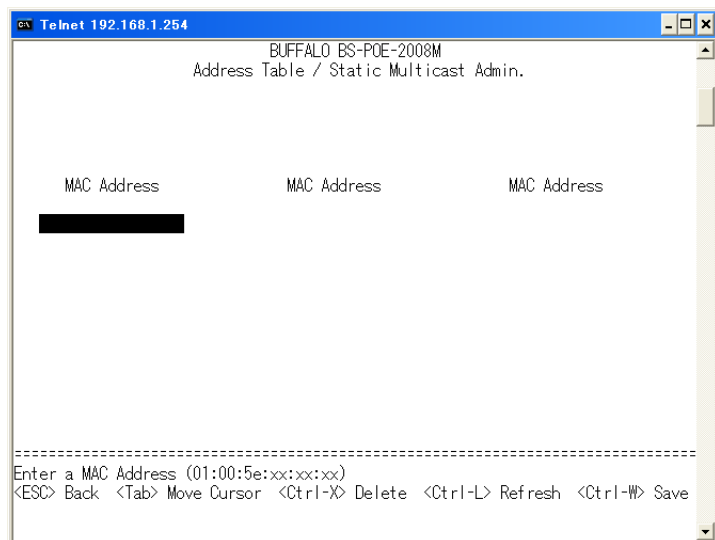 Telnet 192.168.1.254
BUFFALO BS-POE-2008M
Address Table / Static Multicast Admin.
MAC Address MAC Address MAC Address
=================================================================================
Enter a MAC Address (01:00:5e:xx:xx:xx)
<ESC> Back <Tab> Move Cursor <Ctrl-X> Delete <Ctrl-L> Refresh <Ctrl-W> Save